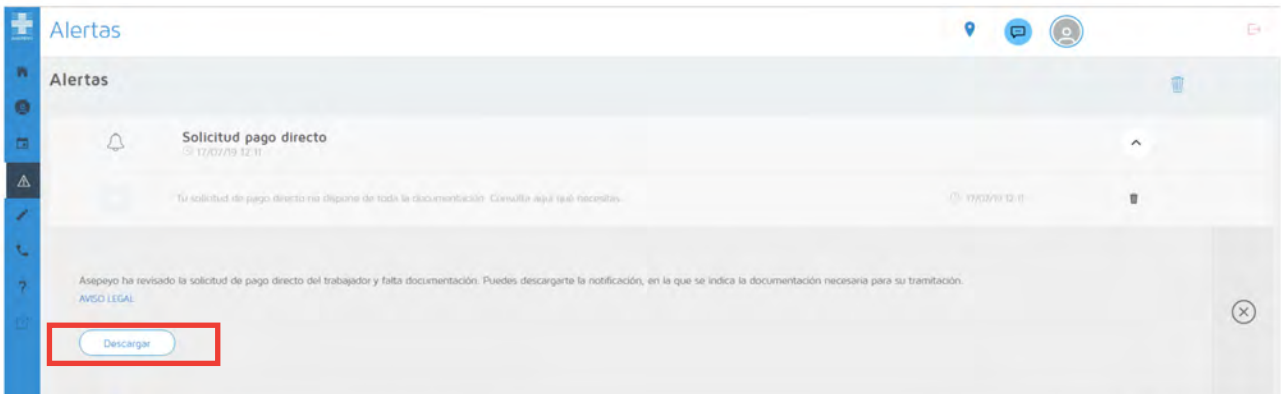 Alertas
Alertas
Solicitud pago directo
17/07/19 12:11
Tu solicitud de pago directo no dispone de toda la documentación. Consulta aquí qué necesitas.
17/07/19 12:11
Asepeyo ha revisado la solicitud de pago directo del trabajador y falta documentación. Puedes descargarte la notificación, en la que se indica la documentación necesaria para su tramitación.
AVISO LEGAL
Descargar